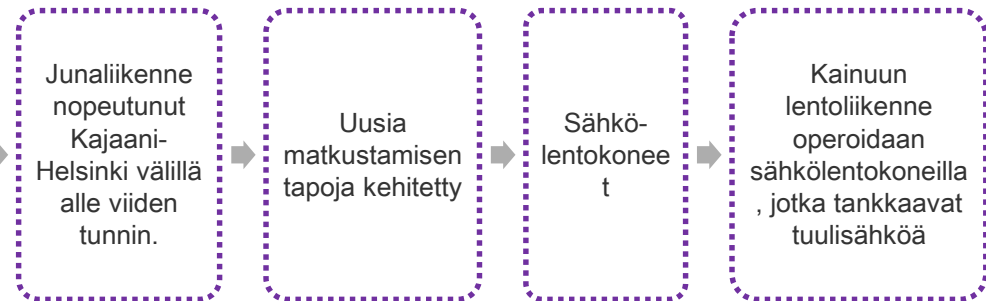 Junaliikenne
nopeutunut
Kajaani-
Helsinki välillä
alle viiden
tunnin.
Uusia
matkustamisen
tapoja kehitetty
Sähkö-
lentokonee
t
Kainuun
lentoliikenne
operoidaan
sähkölentokoneilla
, jotka tankkaavat
tuulisähköä